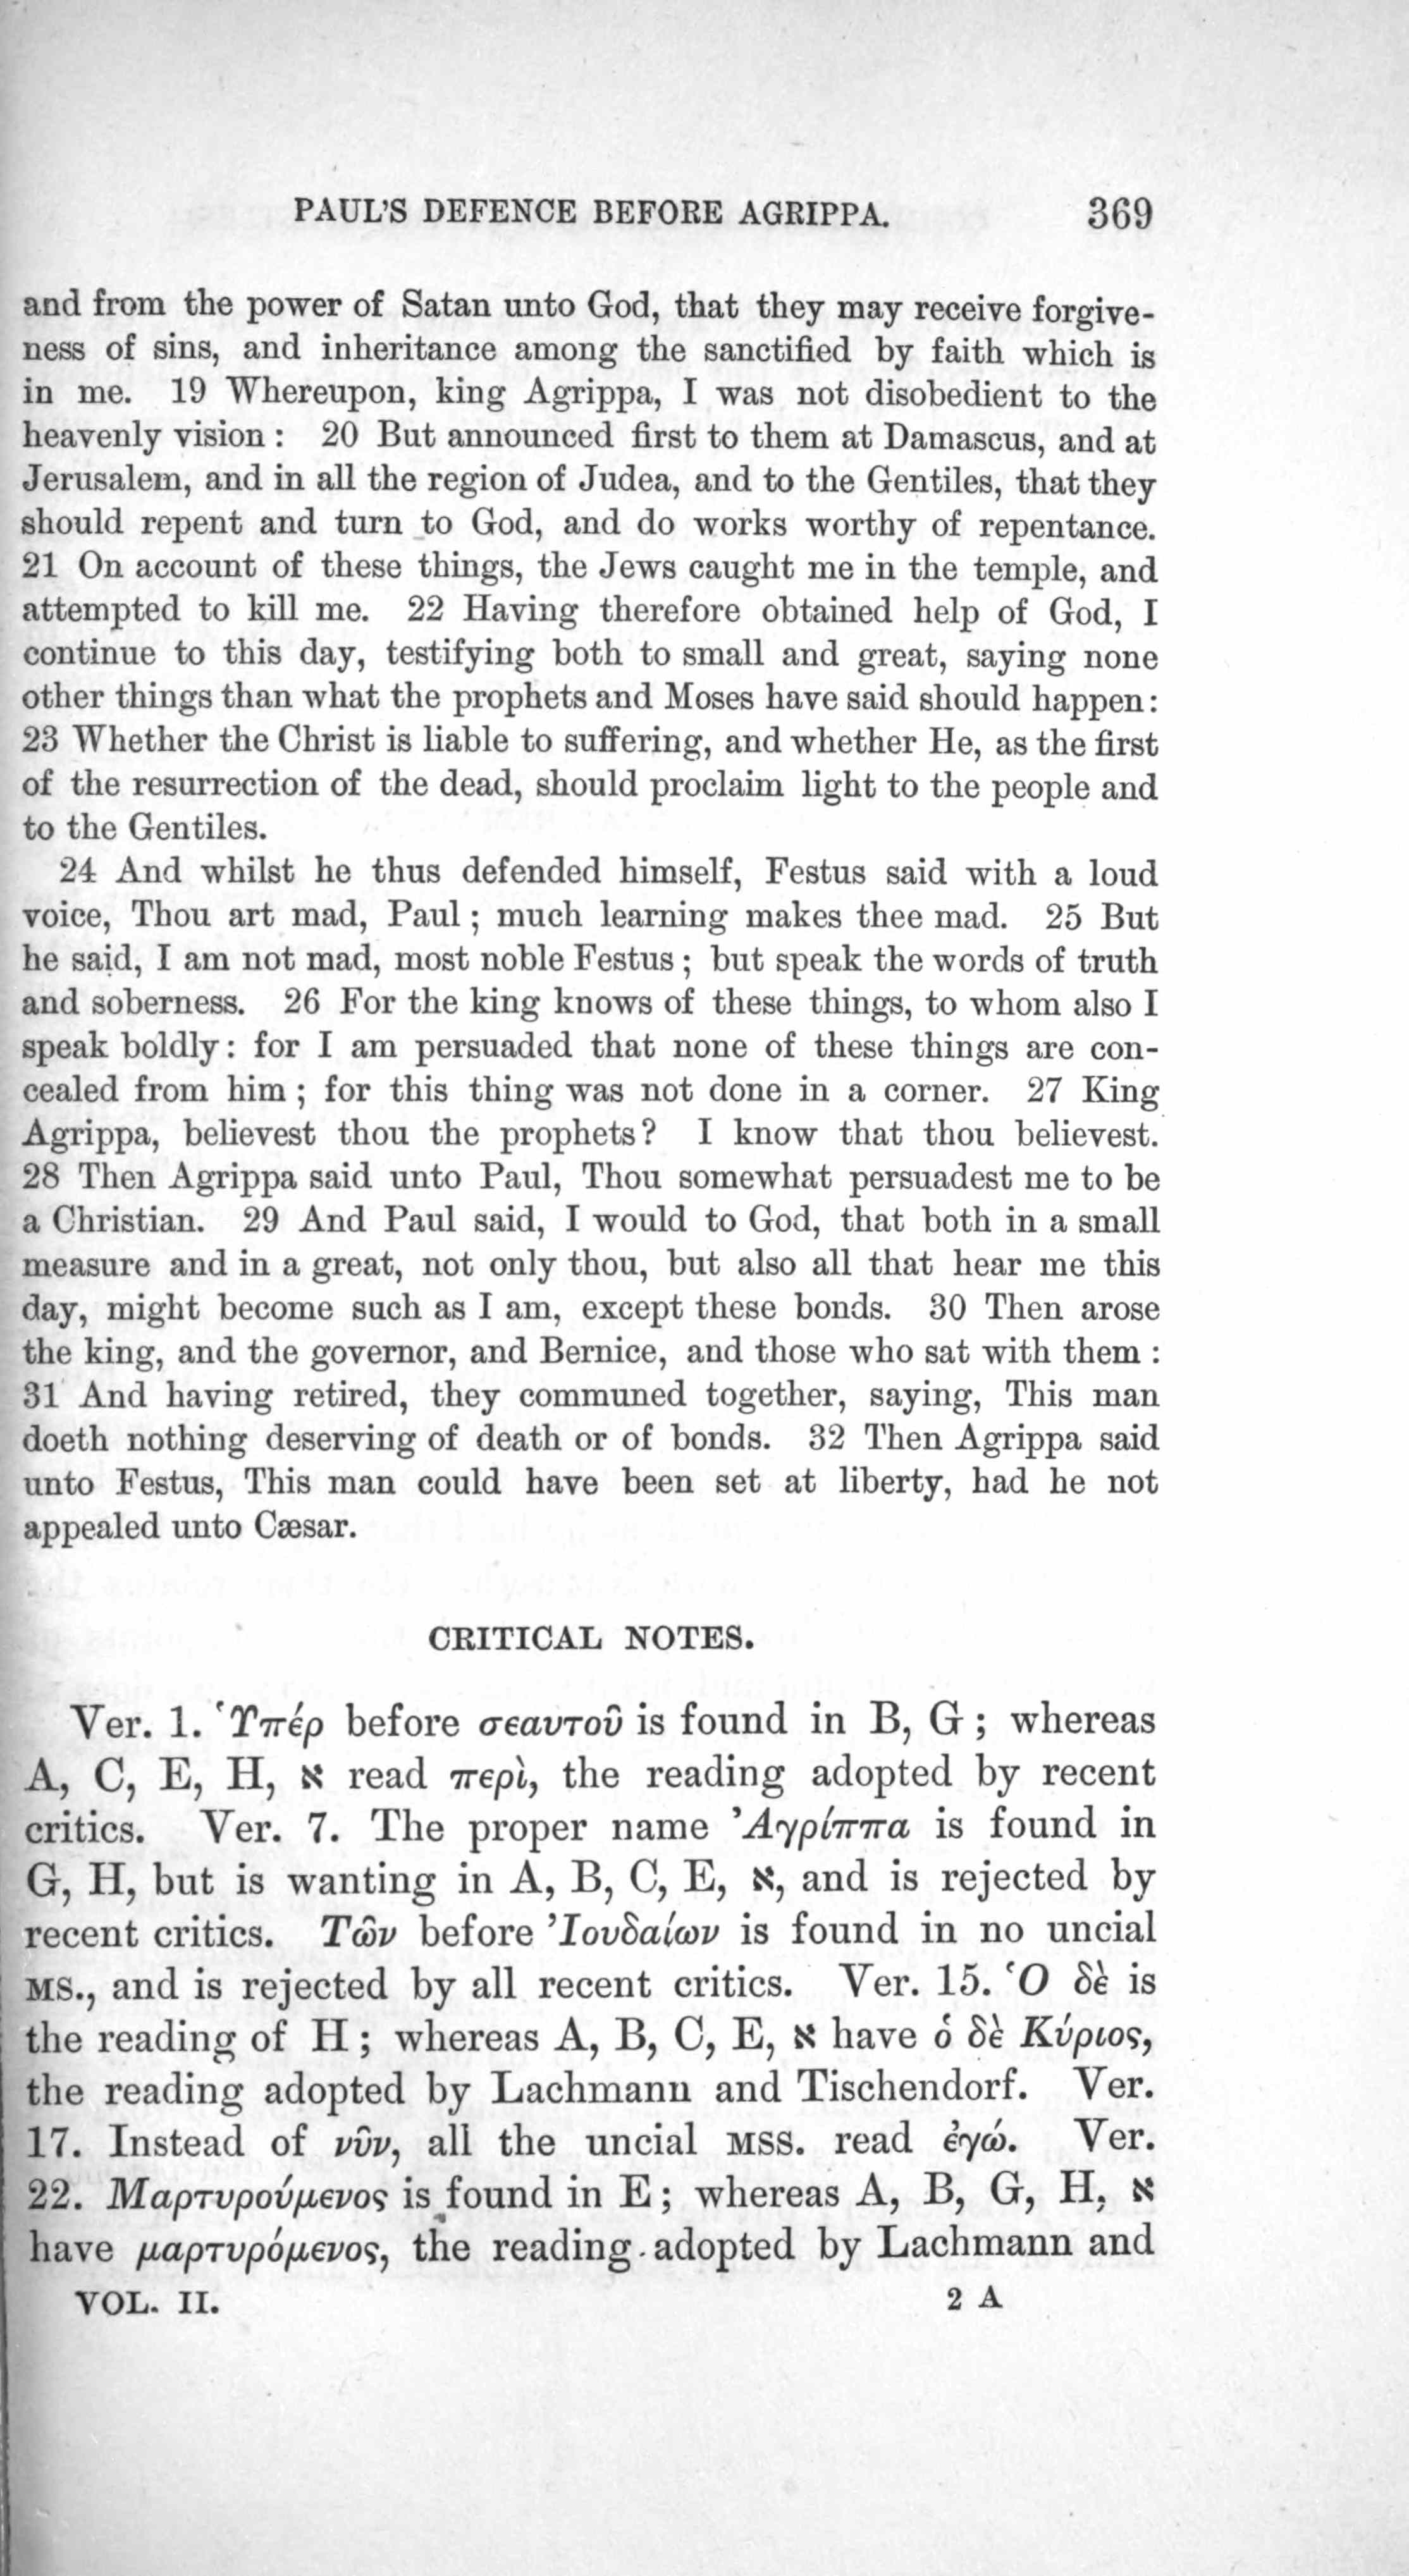 PAUL'S DEFENCE BEFORE AGRIPPA. 369
and from the power of Satan unto God, that they may receive forgive-
ness of sins, and inheritance among the sanctified by faith which is
in me. 19 Whereupon, king Agrippa, I was not disobedient to the
heavenly vision : 20 But announced first to them at Damascus, and at
Jerusalem, and in all the region of Judea, and to the Gentiles, that they
should repent and turn to God, and do works worthy of repentance.
21 On account of these things, the Jews caught me in the temple, and
attempted to kill me. 22 Having therefore obtained help of God, I
continue to this day, testifying both to small and great, saying none
other things than what the prophets and Moses have said should happen:
23 Whether the Christ is liable to suffering, and whether He, as the first
of the resurrection of the dead, should proclaim light to the people and
to the Gentiles.
24 And whilst he thus defended himself, Festus said with a loud
voice, Thou art mad, Paul ; much learning makes thee mad. 25 But
he said, I am not mad, most noble Festus ; but speak the words of truth
and soberness. 26 For the king knows of these things, to whom also I
speak boldly : for I am persuaded that none of these things are con-
cealed from him ; for this thing was not done in a corner. 27 King
Agrippa, believest thou the prophets? I know that thou believest.
28 Then Agrippa said unto Paul, Thou somewhat persuadest me to be
a Christian. 29 And Paul said, I would to God, that both in a small
measure and in a great, not only thou, but also all that hear me this
day, might become such as I am, except these bonds. 30 Then arose
the king, and the governor, and Bernice, and those who sat with them :
31 And having retired, they communed together, saying, This man
doeth nothing deserving of death or of bonds. 32 Then Agrippa said
unto Festus, This man could have been set at liberty, had he not
appealed unto Cæsar.
CRITICAL NOTES.
Ver. 1. Ὑπέρ before σεαυτοῦ is found in B, G ; whereas
A, C, E, H, א read περὶ, the reading adopted by recent
critics. Ver. 7. The proper name Ἀγρίππα is found in
G, H, but is wanting in A, B, C, E, א, and is rejected by
recent critics. Τῶν before Ἰουδαίων is found in no uncial
MS., and is rejected by all recent critics. Ver. 15. Ὁ δὲ is
the reading of H ; whereas A, B, C, E, א have ὁ δὲ Κύριος,
the reading adopted by Lachmann and Tischendorf. Ver.
17. Instead of νῦν, all the uncial MSS. read ἐγώ. Ver.
22. Μαρτυρούμενος is found in E ; whereas A, B, G, H, א
have μαρτυρόμενος, the reading adopted by Lachmann and
VOL. II. 2 A